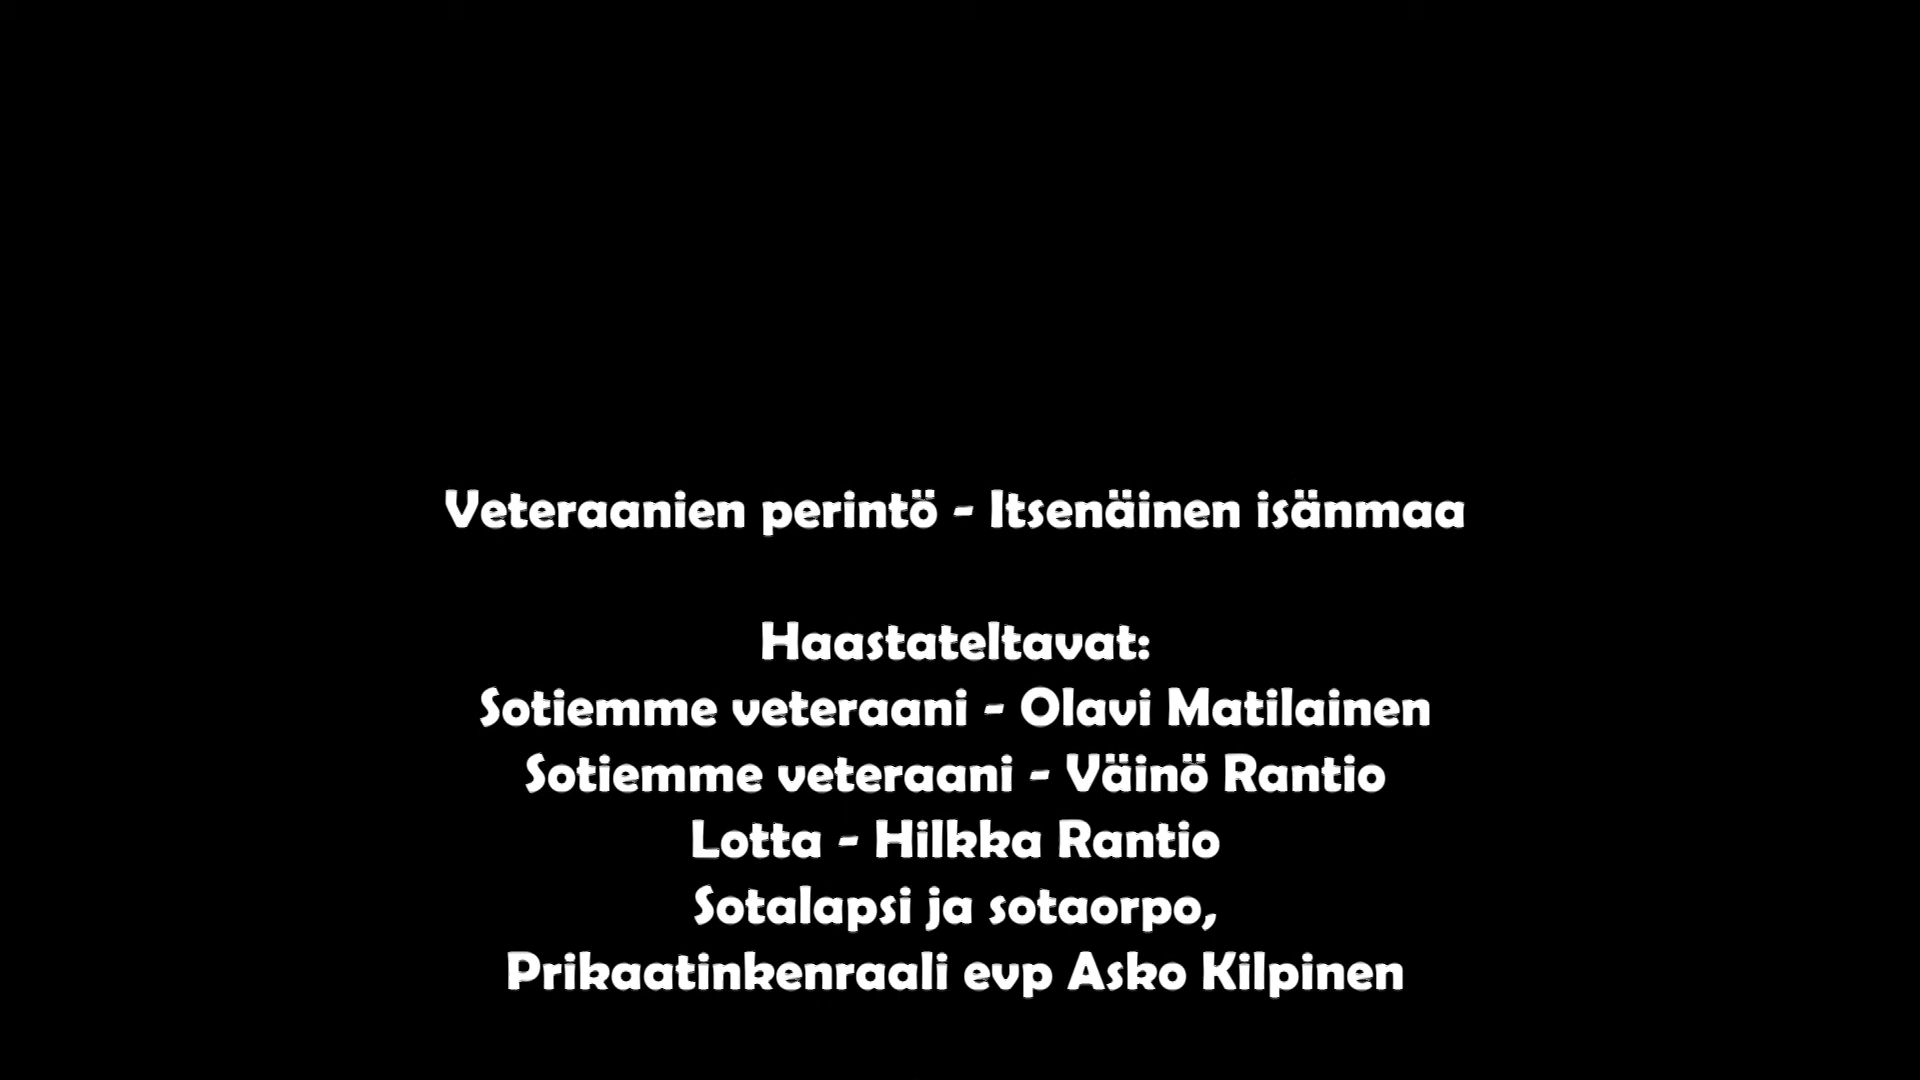 Veteraanien perintö - Itsenäinen isänmaa
Haastateltavat:
Sotiemme veteraani - Olavi Matilainen
Sotiemme veteraani - Väinö Rantio
Lotta - Hilkka Rantio
Sotalapsi ja sotaorpo,
Prikaatinkenraali evp Asko Kilpinen